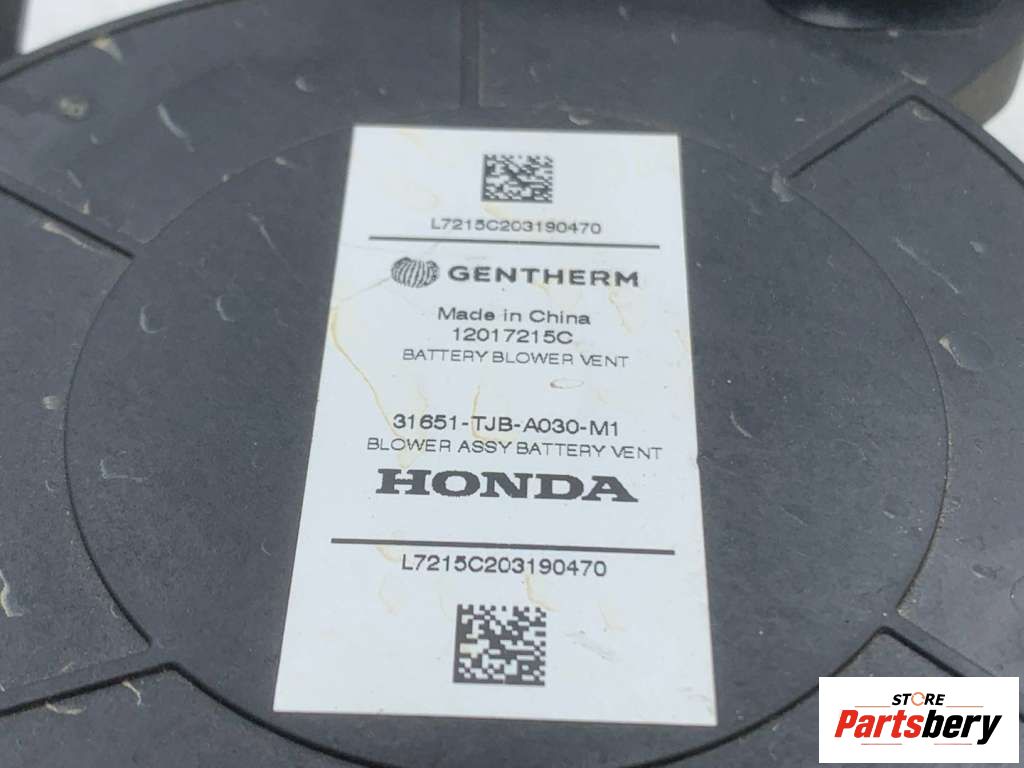 L7215C203190470
GENTHERM
Made in China
12017215C
BATTERY BLOWER VENT
31651-TJB-A030-M1
BLOWER ASSY BATTERY VENT
HONDA
L7215C203190470
STORE
Partsbery